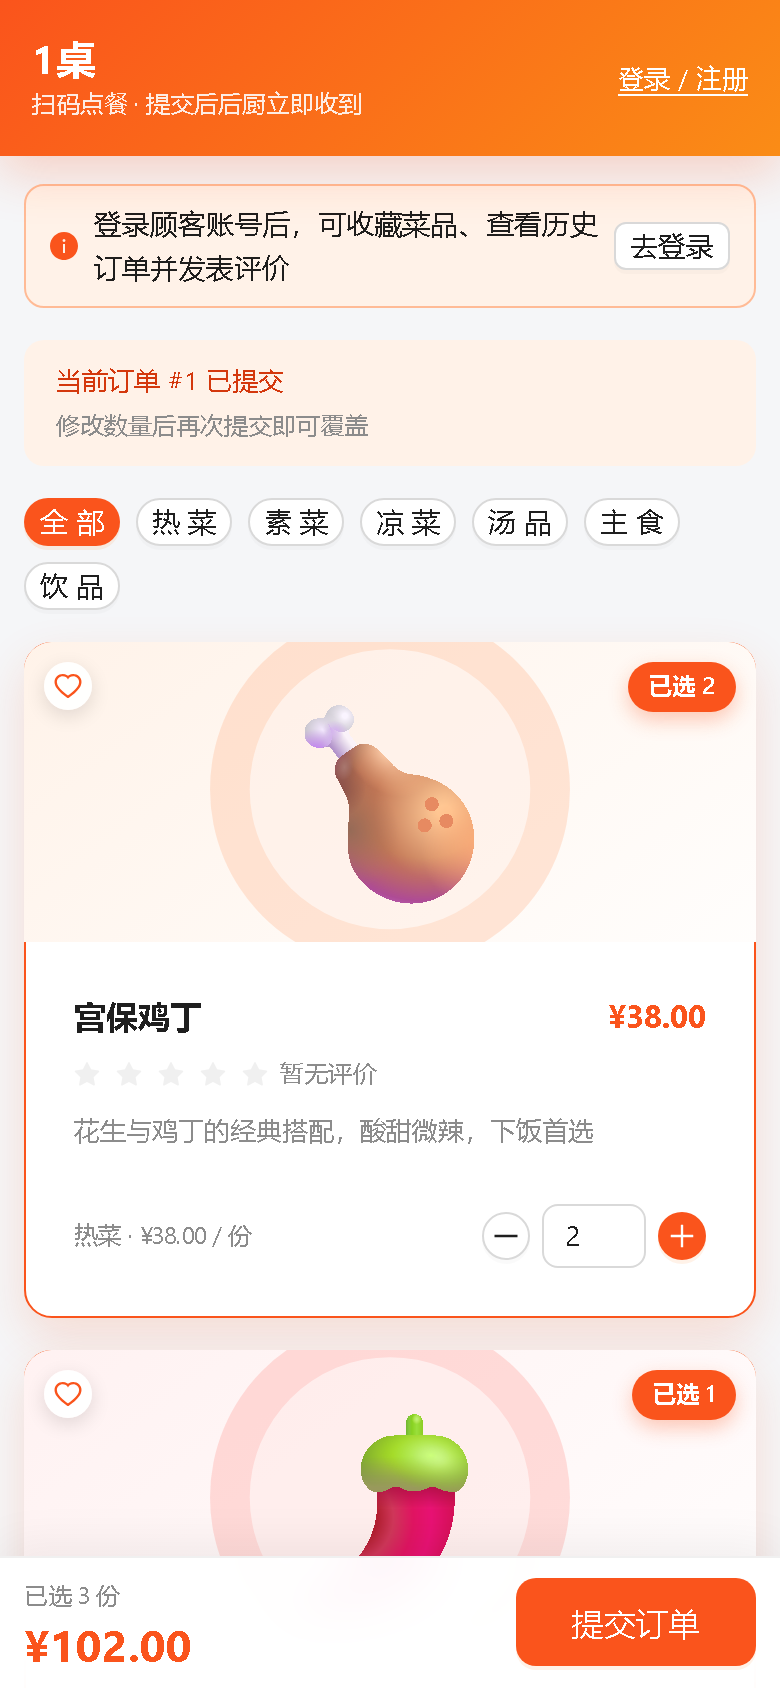 1桌
扫码点餐 · 提交后后厨立即收到
登录 / 注册
登录顾客账号后，可收藏菜品、查看历史
订单并发表评价
去登录
当前订单 #1 已提交
修改数量后再次提交即可覆盖
全 部
热 菜
素 菜
凉 菜
汤 品
主 食
饮 品
已选 2
宫保鸡丁
¥38.00
暂无评价
花生与鸡丁的经典搭配，酸甜微辣，下饭首选
热菜 · ¥38.00 / 份
2
已选 1
已选 3 份
¥102.00
提交订单